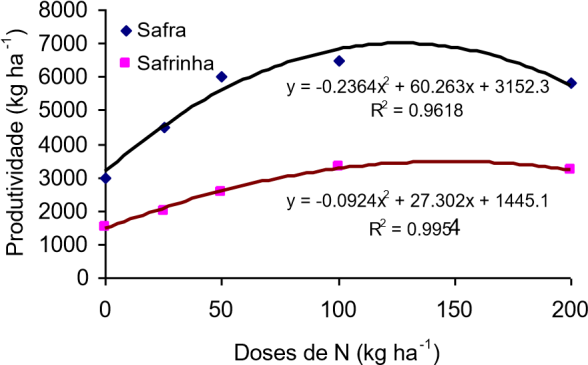 8000
7000
6000
5000
4000
3000
2000
1000
0
Produtividade (kg ha⁻¹)
Safra
Safrinha
y = -0.2364x² + 60.263x + 3152.3
R² = 0.9618
y = -0.0924x² + 27.302x + 1445.1
R² = 0.9954
0 50 100 150 200
Doses de N (kg ha⁻¹)